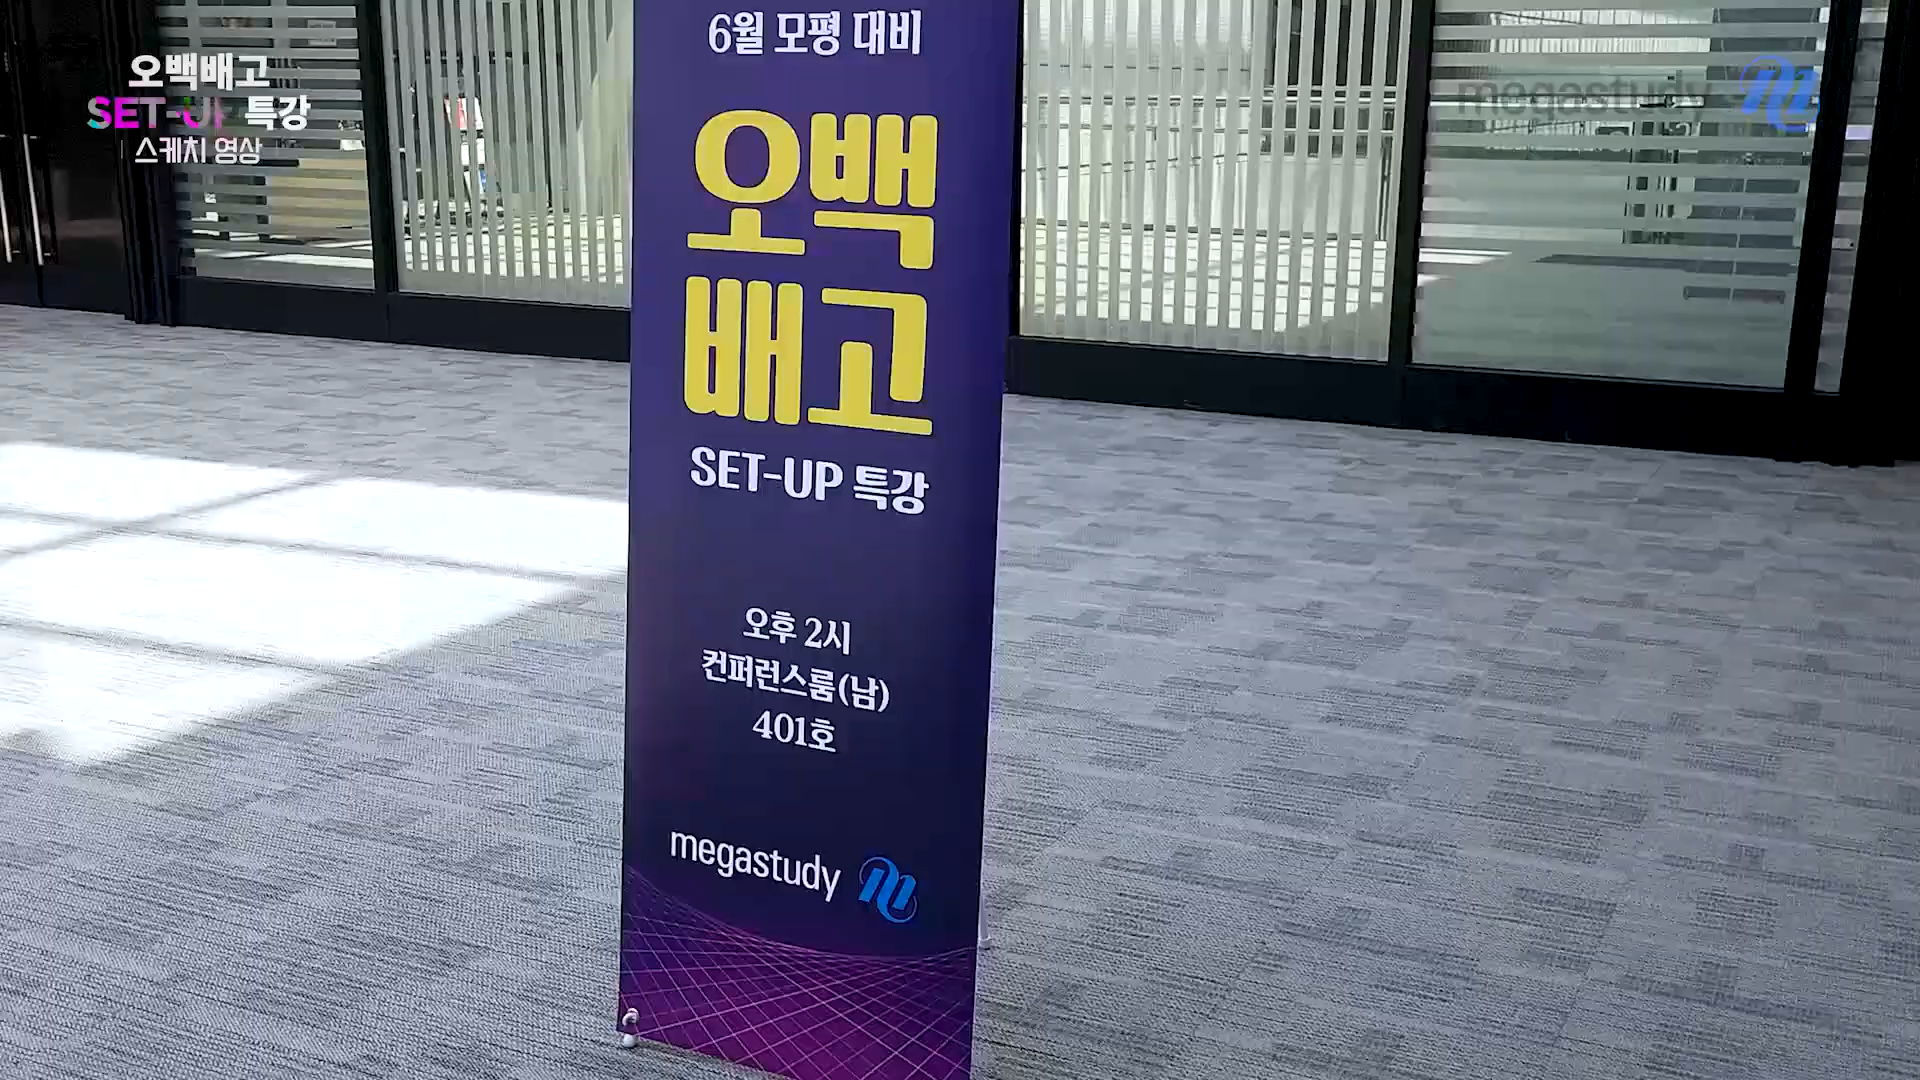 오백배고
SET-UP 특강
스케치 영상
megastudy
6월 모평 대비
오백
배고
SET-UP 특강
오후 2시
컨퍼런스룸(남)
401호
megastudy